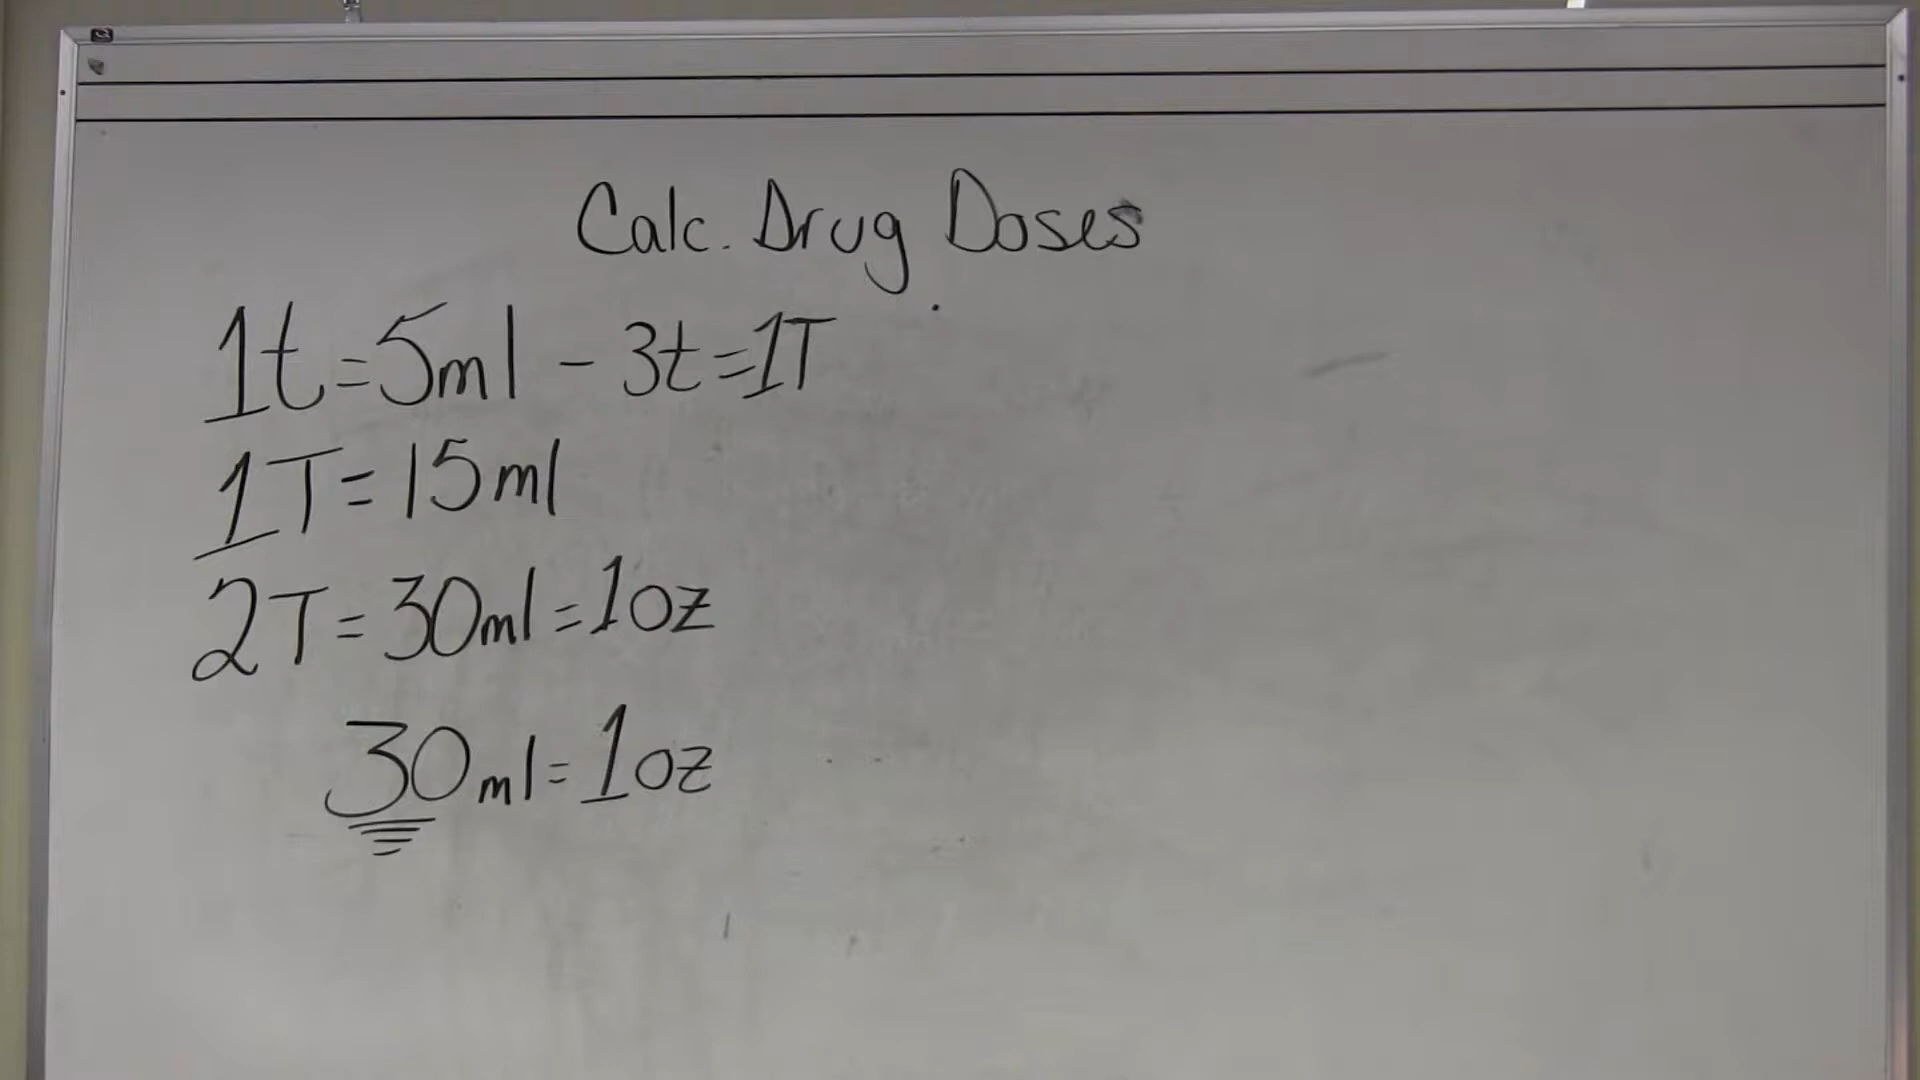 Calc. Drug Doses
1t=5ml - 3t=1T
1T=15ml
2T=30ml=1oz
30ml=1oz